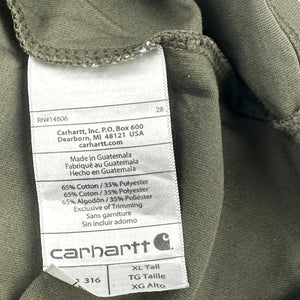 RN#14806 28
Carhartt, Inc. P.O. Box 600
Dearborn, MI 48121 USA
carhartt.com
Made in Guatemala
Fabriqué au Guatemala
Hecho en Guatemala
65% Cotton / 35% Polyester
65% Coton / 35% Polyester
65% Algodón / 35% Poliéster
Exclusive of Trimming
Sans garniture
Sin incluir el adorno
carhartt
2 316
XL Tall
TG Taille
XG Alto